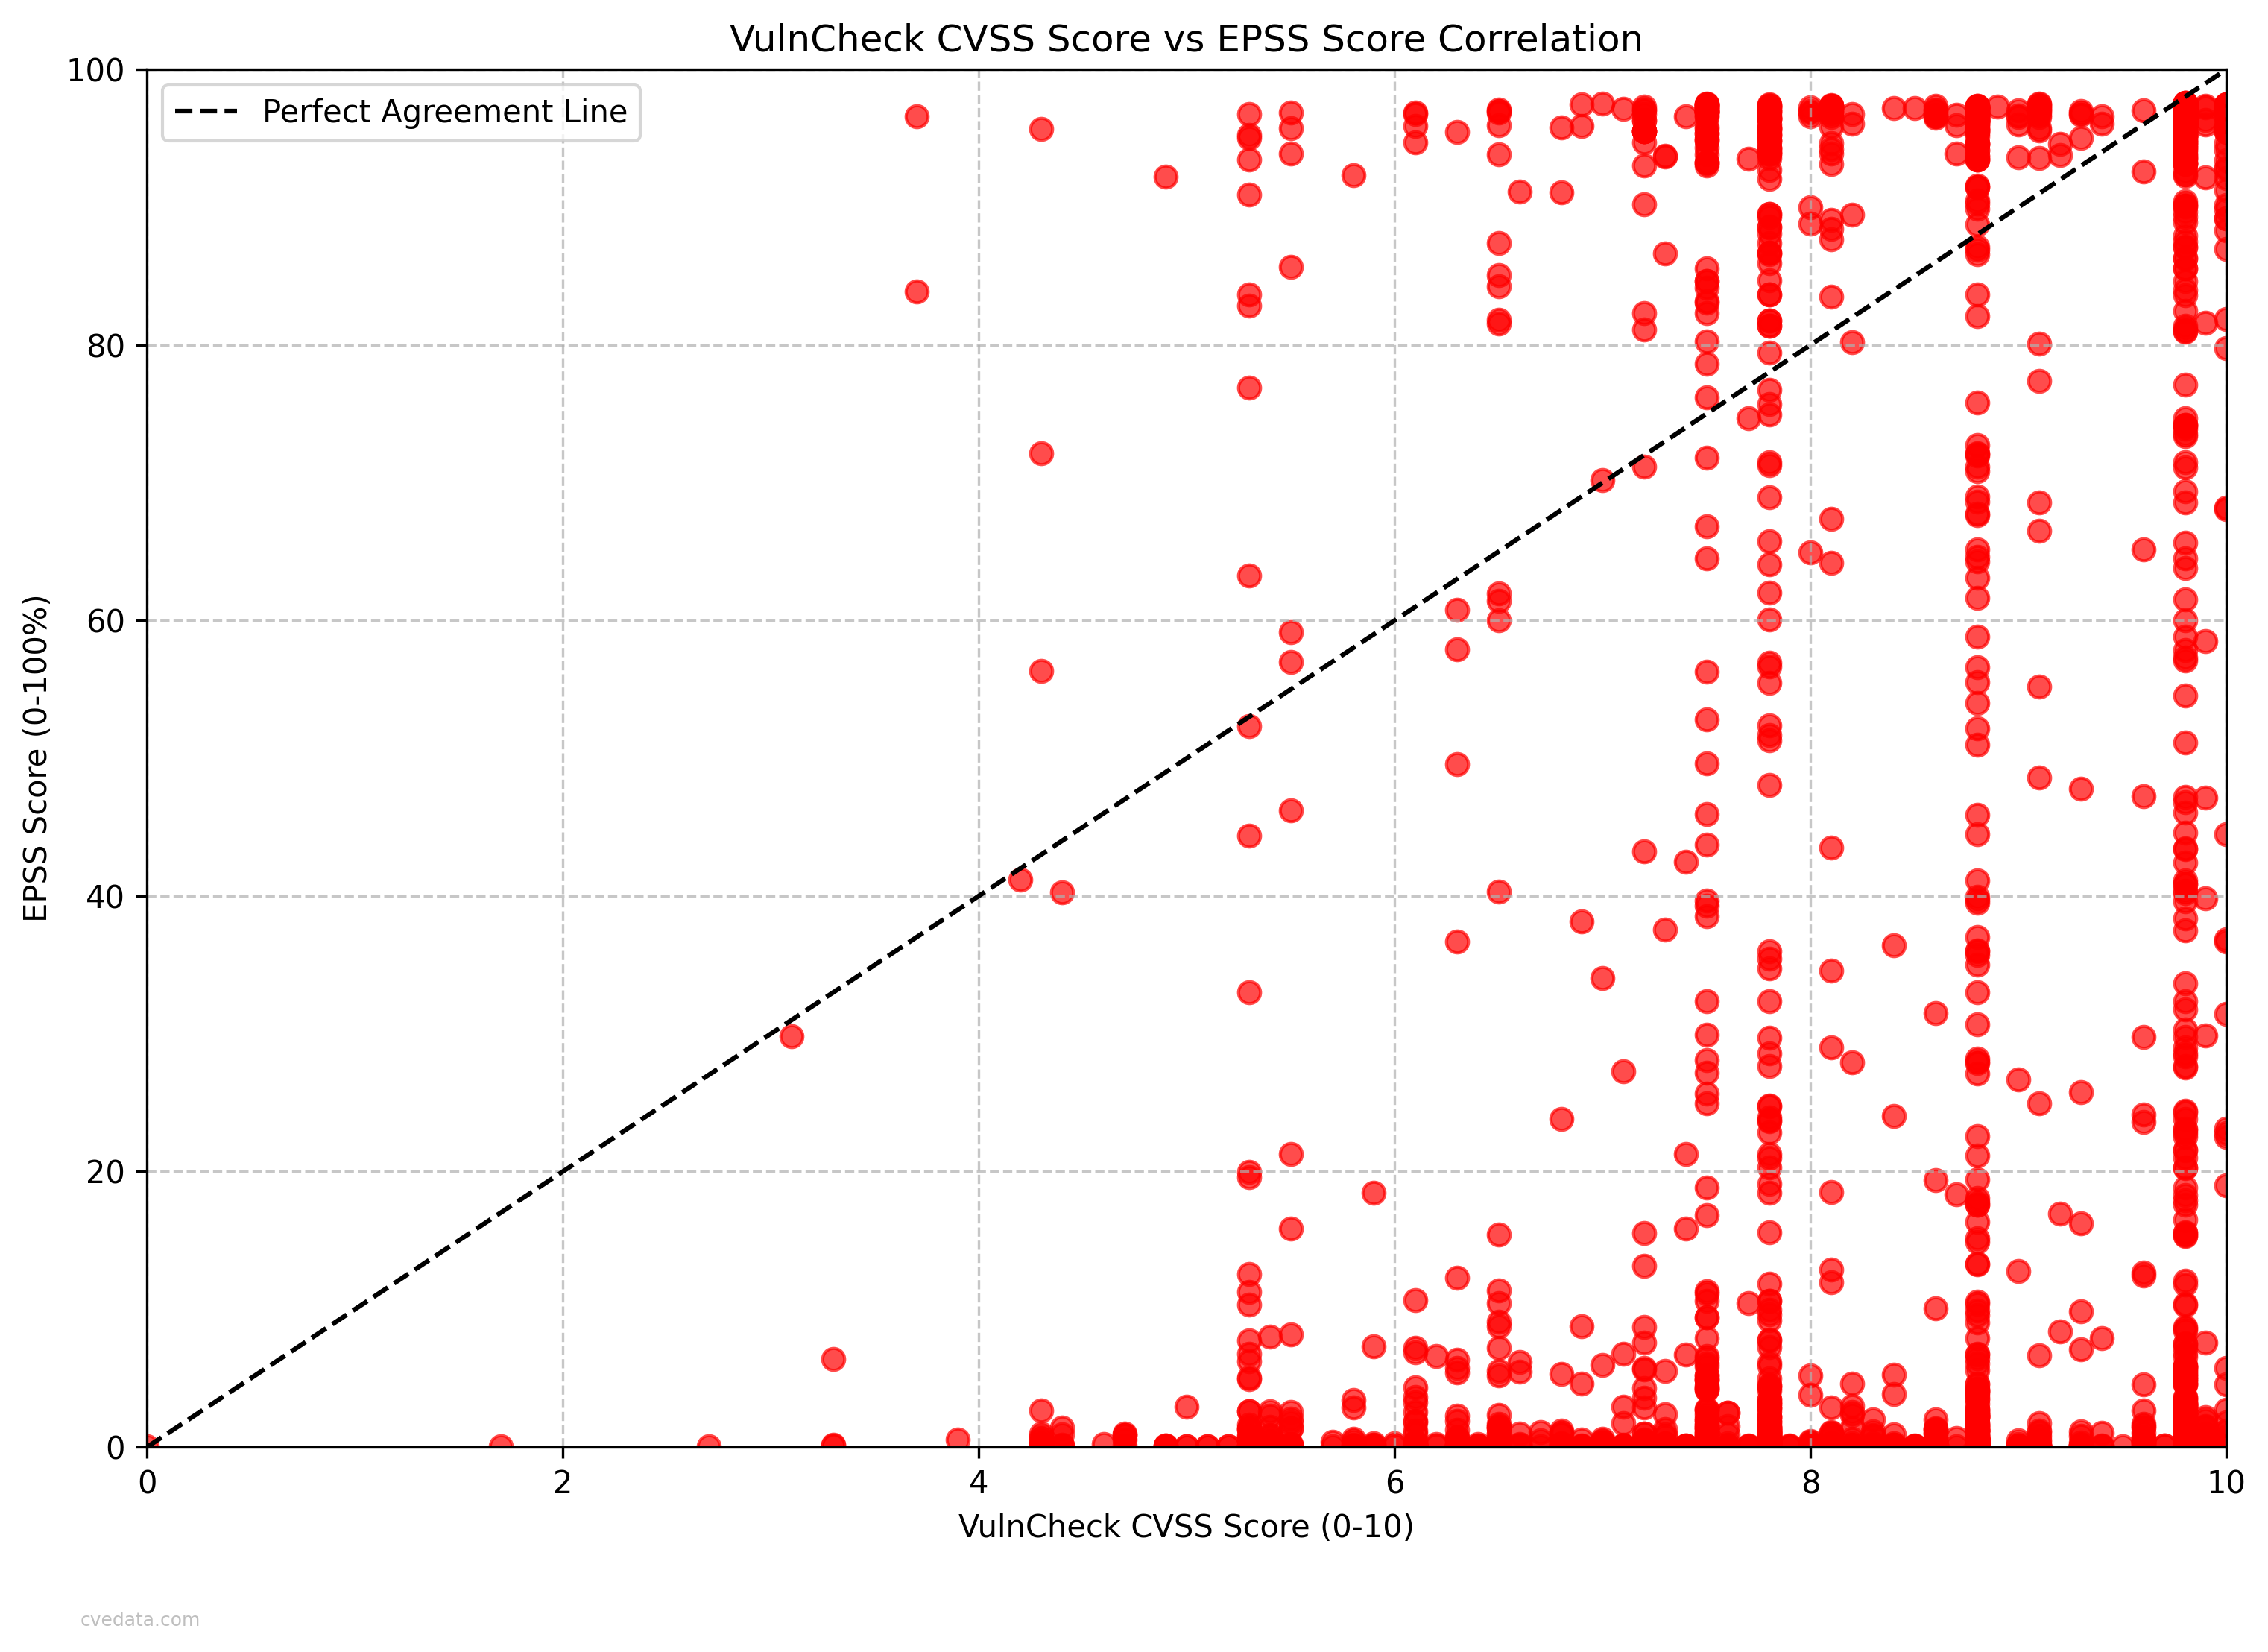 VulnCheck CVSS Score vs EPSS Score Correlation
Perfect Agreement Line
EPSS Score (0-100%)
100
80
60
40
20
0
0 2 4 6 8 10
VulnCheck CVSS Score (0-10)
cvedata.com